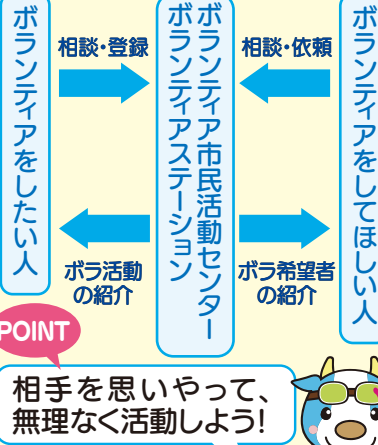 ボランティアをしたい人
相談・登録
ボラ活動
の紹介
ボランティア市民活動センター
ボランティアステーション
相談・依頼
ボラ希望者
の紹介
ボランティアをしてほしい人
POINT
相手を思いやって、
無理なく活動しよう!